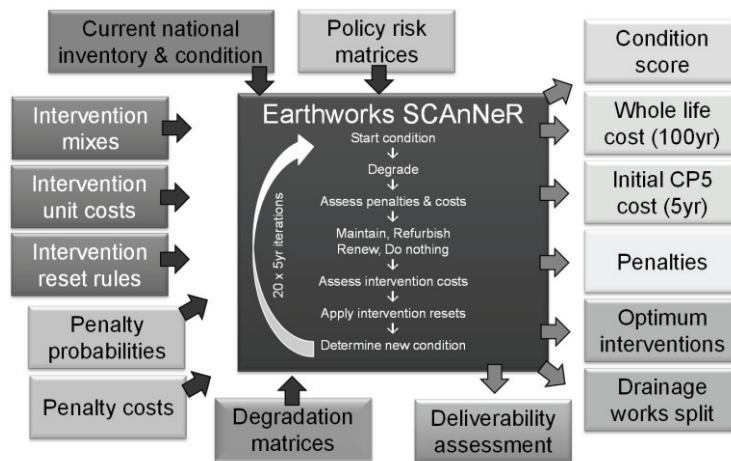 Current national
inventory & condition
Policy risk
matrices
Intervention
mixes
Intervention
unit costs
Intervention
reset rules
Penalty
probabilities
Penalty costs
Degradation
matrices
Earthworks SCAnNeR
Start condition
Degrade
Assess penalties & costs
Maintain, Refurbish
Renew, Do nothing
Assess intervention costs
Apply intervention resets
Determine new condition
20 x 5yr iterations
Condition
score
Whole life
cost (100yr)
Initial CP5
cost (5yr)
Penalties
Optimum
interventions
Drainage
works split
Deliverability
assessment